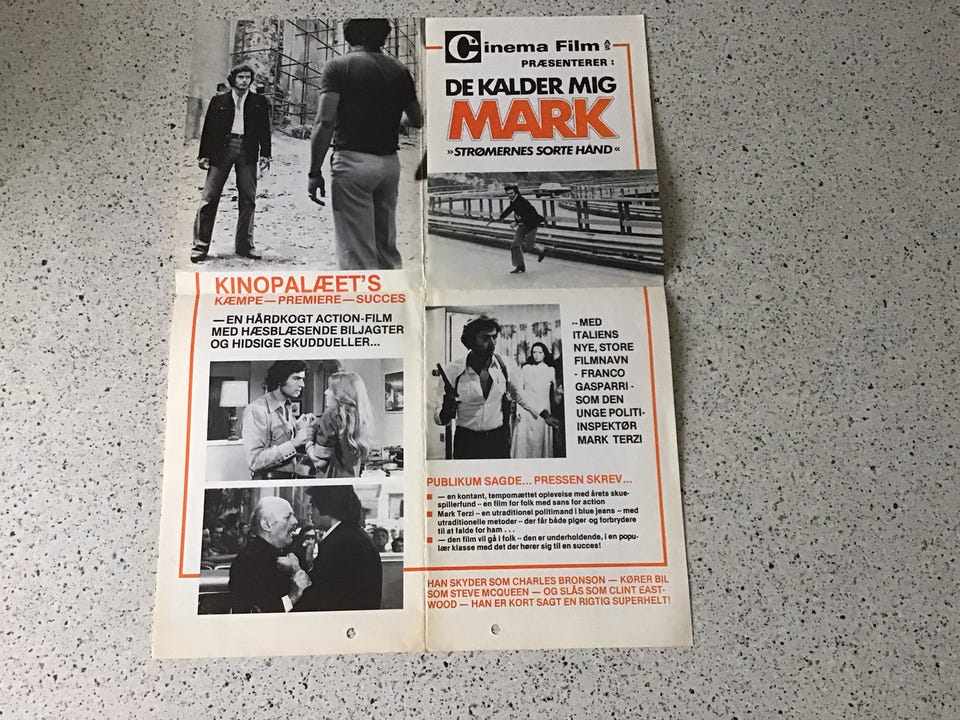 Cinema Film A/S
PRÆSENTERER:
DE KALDER MIG
MARK
»STRØMERNES SORTE HÅND«
KINOPALÆET'S
KÆMPE — PREMIERE — SUCCES
— EN HÅRDKOGT ACTION-FILM
MED HÆSBLÆSENDE BILJAGTER
OG HIDSIGE SKUDDUELLER...
-- MED
ITALIENS
NYE, STORE
FILMNAVN
- FRANCO
GASPARRI -
SOM DEN
UNGE POLITI-
INSPEKTØR
MARK TERZI
PUBLIKUM SAGDE... PRESSEN SKREV...
— en kontant, tempomættet oplevelse med årets skue-
spillerfund -- en film for folk med sans for action
Mark Terzi -- en utraditionel politimand i blue jeans -- med
utraditionelle metoder -- der får både piger og forbrydere
til at falde for ham . . .
— den film vil gå i folk -- den er underholdende, i en popu-
lær klasse med det der hører sig til en succes!
HAN SKYDER SOM CHARLES BRONSON — KØRER BIL
SOM STEVE MCQUEEN — OG SLÅS SOM CLINT EAST-
WOOD — HAN ER KORT SAGT EN RIGTIG SUPERHELT!